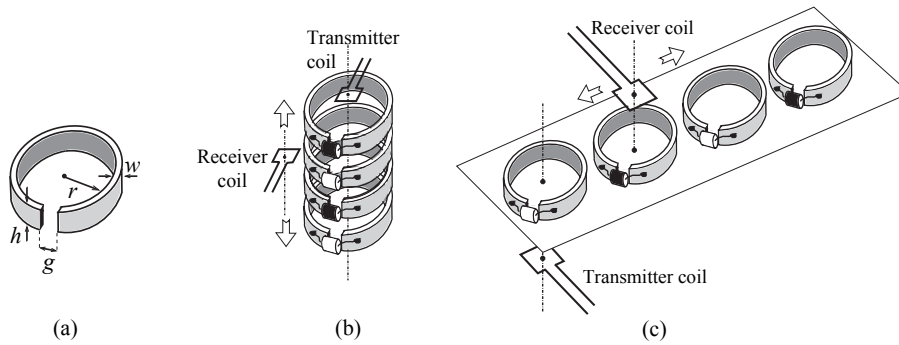 Transmitter
coil
Receiver
coil
Receiver coil
w
r
h
g
Transmitter coil
(a)
(b)
(c)